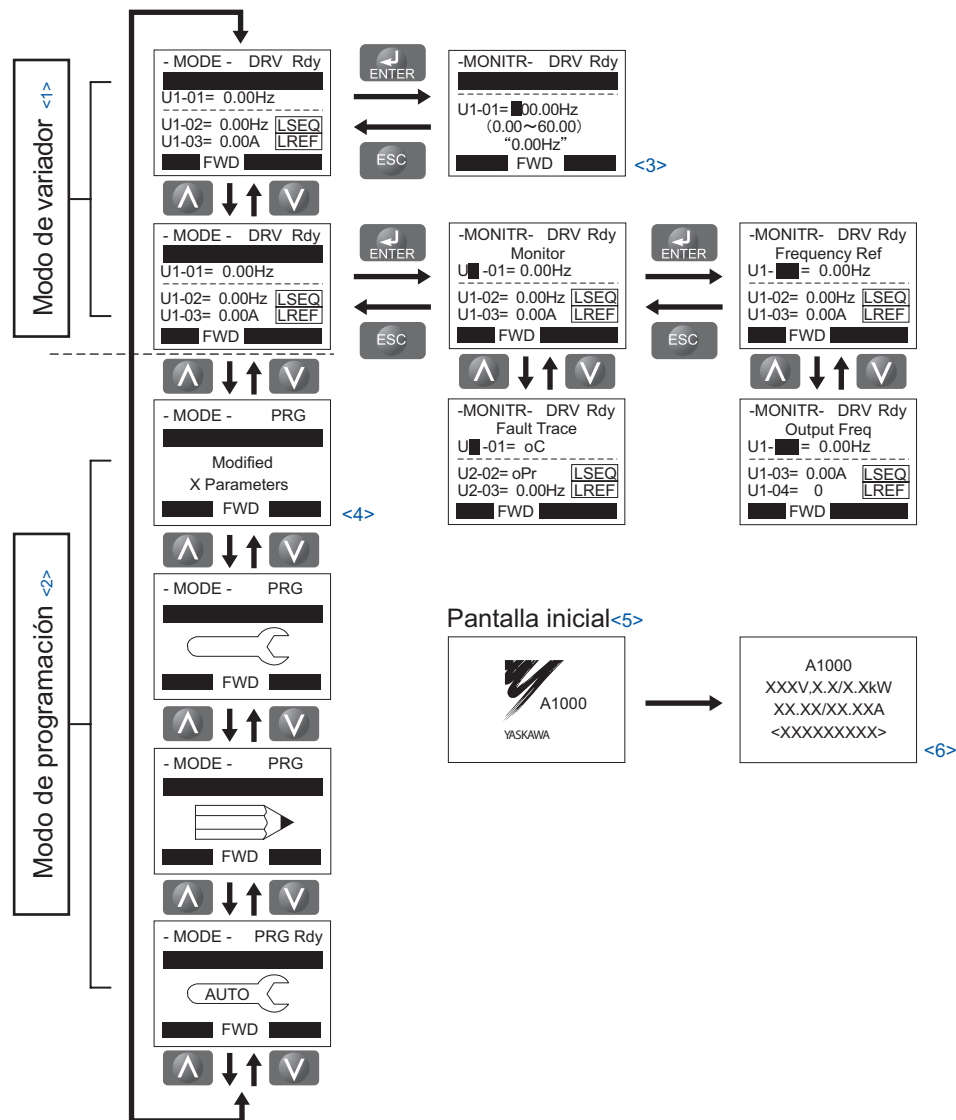 Modo de variador <1>
- MODE - DRV Rdy
U1-01= 0.00Hz
U1-02= 0.00Hz LSEQ
U1-03= 0.00A LREF
FWD
ENTER
ESC
-MONITR- DRV Rdy
U1-01= 00.00Hz
(0.00~60.00)
“0.00Hz”
FWD
<3>
- MODE - DRV Rdy
U1-01= 0.00Hz
U1-02= 0.00Hz LSEQ
U1-03= 0.00A LREF
FWD
ENTER
ESC
-MONITR- DRV Rdy
Monitor
U -01= 0.00Hz
U1-02= 0.00Hz LSEQ
U1-03= 0.00A LREF
FWD
ENTER
ESC
-MONITR- DRV Rdy
Frequency Ref
U1- = 0.00Hz
U1-02= 0.00Hz LSEQ
U1-03= 0.00A LREF
FWD
-MONITR- DRV Rdy
Fault Trace
U -01= oC
U2-02= oPr LSEQ
U2-03= 0.00Hz LREF
FWD
-MONITR- DRV Rdy
Output Freq
U1- = 0.00Hz
U1-03= 0.00A LSEQ
U1-04= 0 LREF
FWD
Modo de programación <2>
- MODE - PRG
Modified
X Parameters
FWD
<4>
- MODE - PRG
FWD
- MODE - PRG
FWD
- MODE - PRG Rdy
AUTO
FWD
Pantalla inicial<5>
A1000
YASKAWA
A1000
XXXV,X.X/X.XkW
XX.XX/XX.XXA
<XXXXXXXXX>
<6>